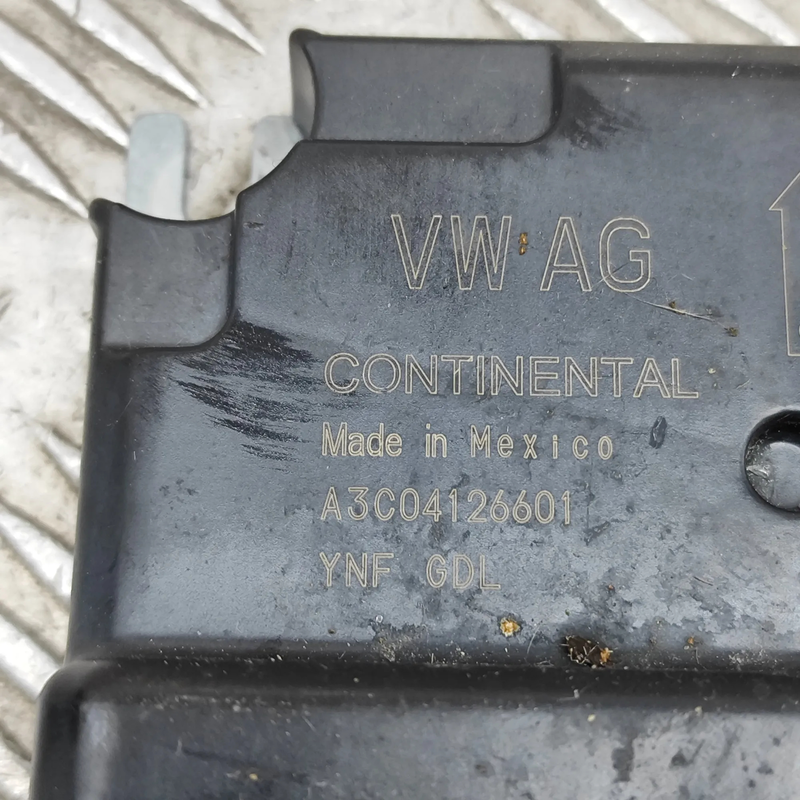 VW AG
CONTINENTAL
Made in Mexico
A3C04126601
YNF GDL